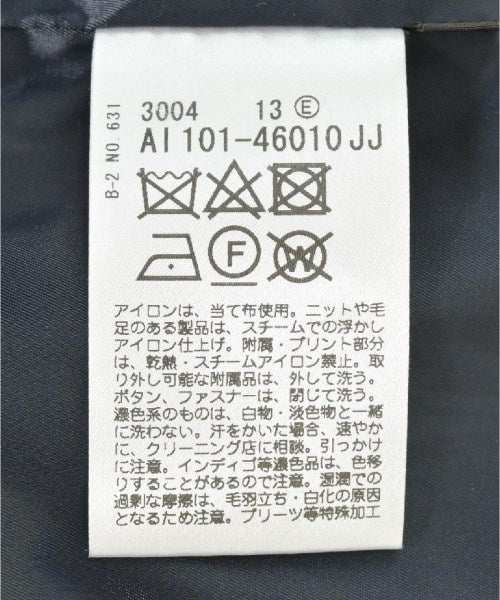 B-2 NO.631
3004 13 Ⓔ
AI101-46010JJ
F
W
アイロンは、当て布使用。ニットや毛
足のある製品は、スチームでの浮かし
アイロン仕上げ。附属・プリント部分
は、乾熱・スチームアイロン禁止。取
り外し可能な附属品は、外して洗う。
ボタン、ファスナーは、閉じて洗う。
濃色系のものは、白物・淡色物と一緒
に洗わない。汗をかいた場合、速やか
に、クリーニング店に相談。引っかけ
に注意。インディゴ等濃色品は、色移
りすることがあるので注意。湿潤での
過剰な摩擦は、毛羽立ち・白化の原因
となるため注意。プリーツ等特殊加工